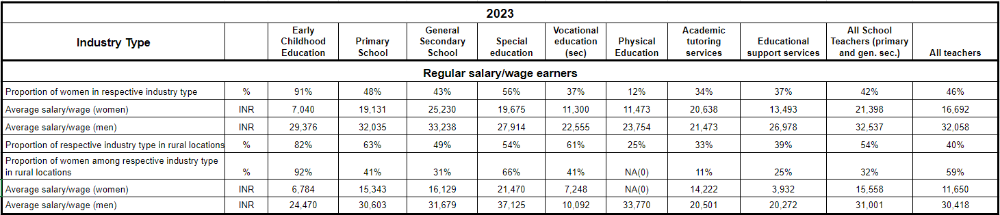 2023
Industry Type Early Childhood Education Primary School General Secondary School Special education Vocational education (sec) Physical Education Academic tutoring services Educational support services All School Teachers (primary and gen. sec.) All teachers
Regular salary/wage earners
Proportion of women in respective industry type % 91% 48% 43% 56% 37% 12% 34% 37% 42% 46%
Average salary/wage (women) INR 7,040 19,131 25,230 19,675 11,300 11,473 20,638 13,493 21,398 16,692
Average salary/wage (men) INR 29,376 32,035 33,238 27,914 22,555 23,754 21,473 26,978 32,537 32,058
Proportion of respective industry type in rural locations % 82% 63% 49% 54% 61% 25% 33% 39% 54% 40%
Proportion of women among respective industry type in rural locations % 92% 41% 31% 66% 41% NA(0) 11% 25% 32% 59%
Average salary/wage (women) INR 6,784 15,343 16,129 21,470 7,248 NA(0) 14,222 3,932 15,558 11,650
Average salary/wage (men) INR 24,470 30,603 31,679 37,125 10,092 33,770 20,501 20,272 31,001 30,418